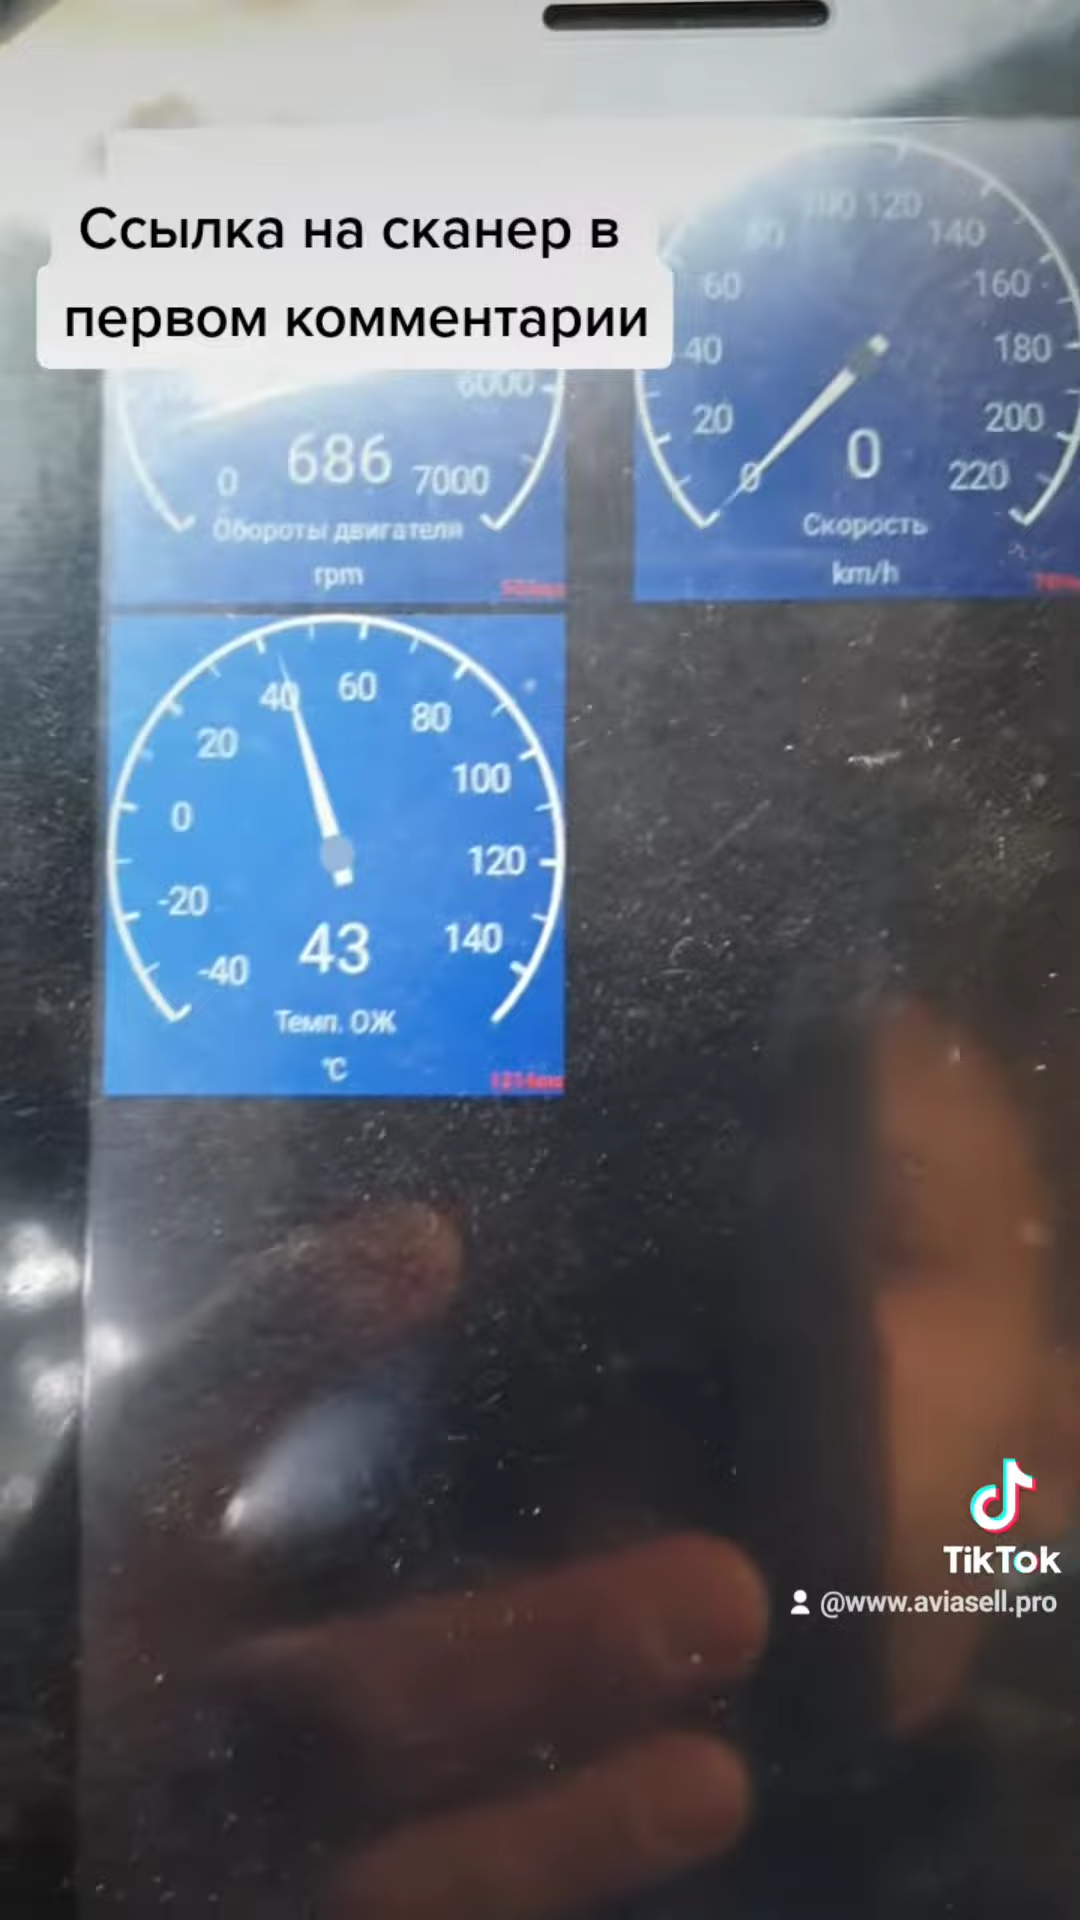 Ссылка на сканер в
первом комментарии
100 120
80 140
60 160
40 180
20 200
0 0 220
Скорость
km/h
6000
686
0 7000
Обороты двигателя
rpm
40 60
20 80
0 100
-20 120
-40 43 140
Темп. ОЖ
°C
TikTok
@www.aviasell.pro